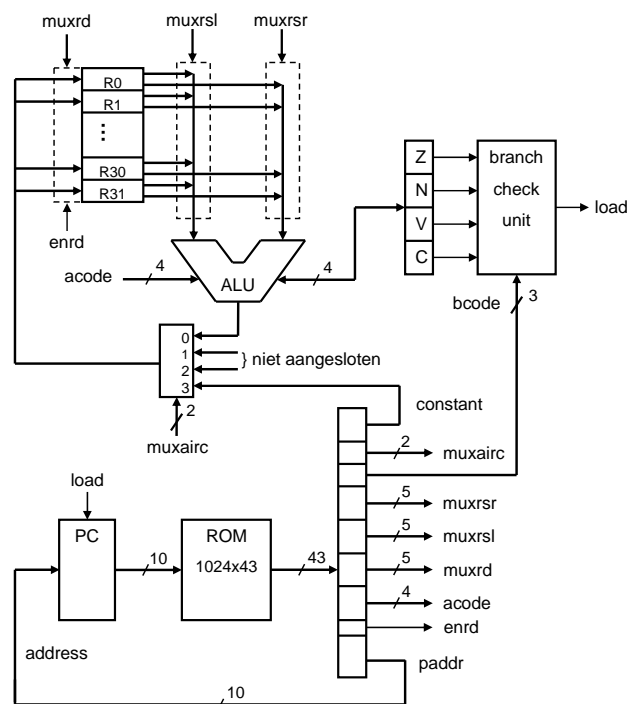 muxrd
muxrsl
muxrsr
R0
R1
...
R30
R31
enrd
acode
4
ALU
4
Z
N
V
C
branch
check
unit
load
bcode
3
0
1
2
3
} niet aangesloten
2
muxairc
constant
2
muxairc
5
muxrsr
5
muxrsl
5
muxrd
4
acode
enrd
paddr
load
PC
10
ROM
1024x43
43
address
10